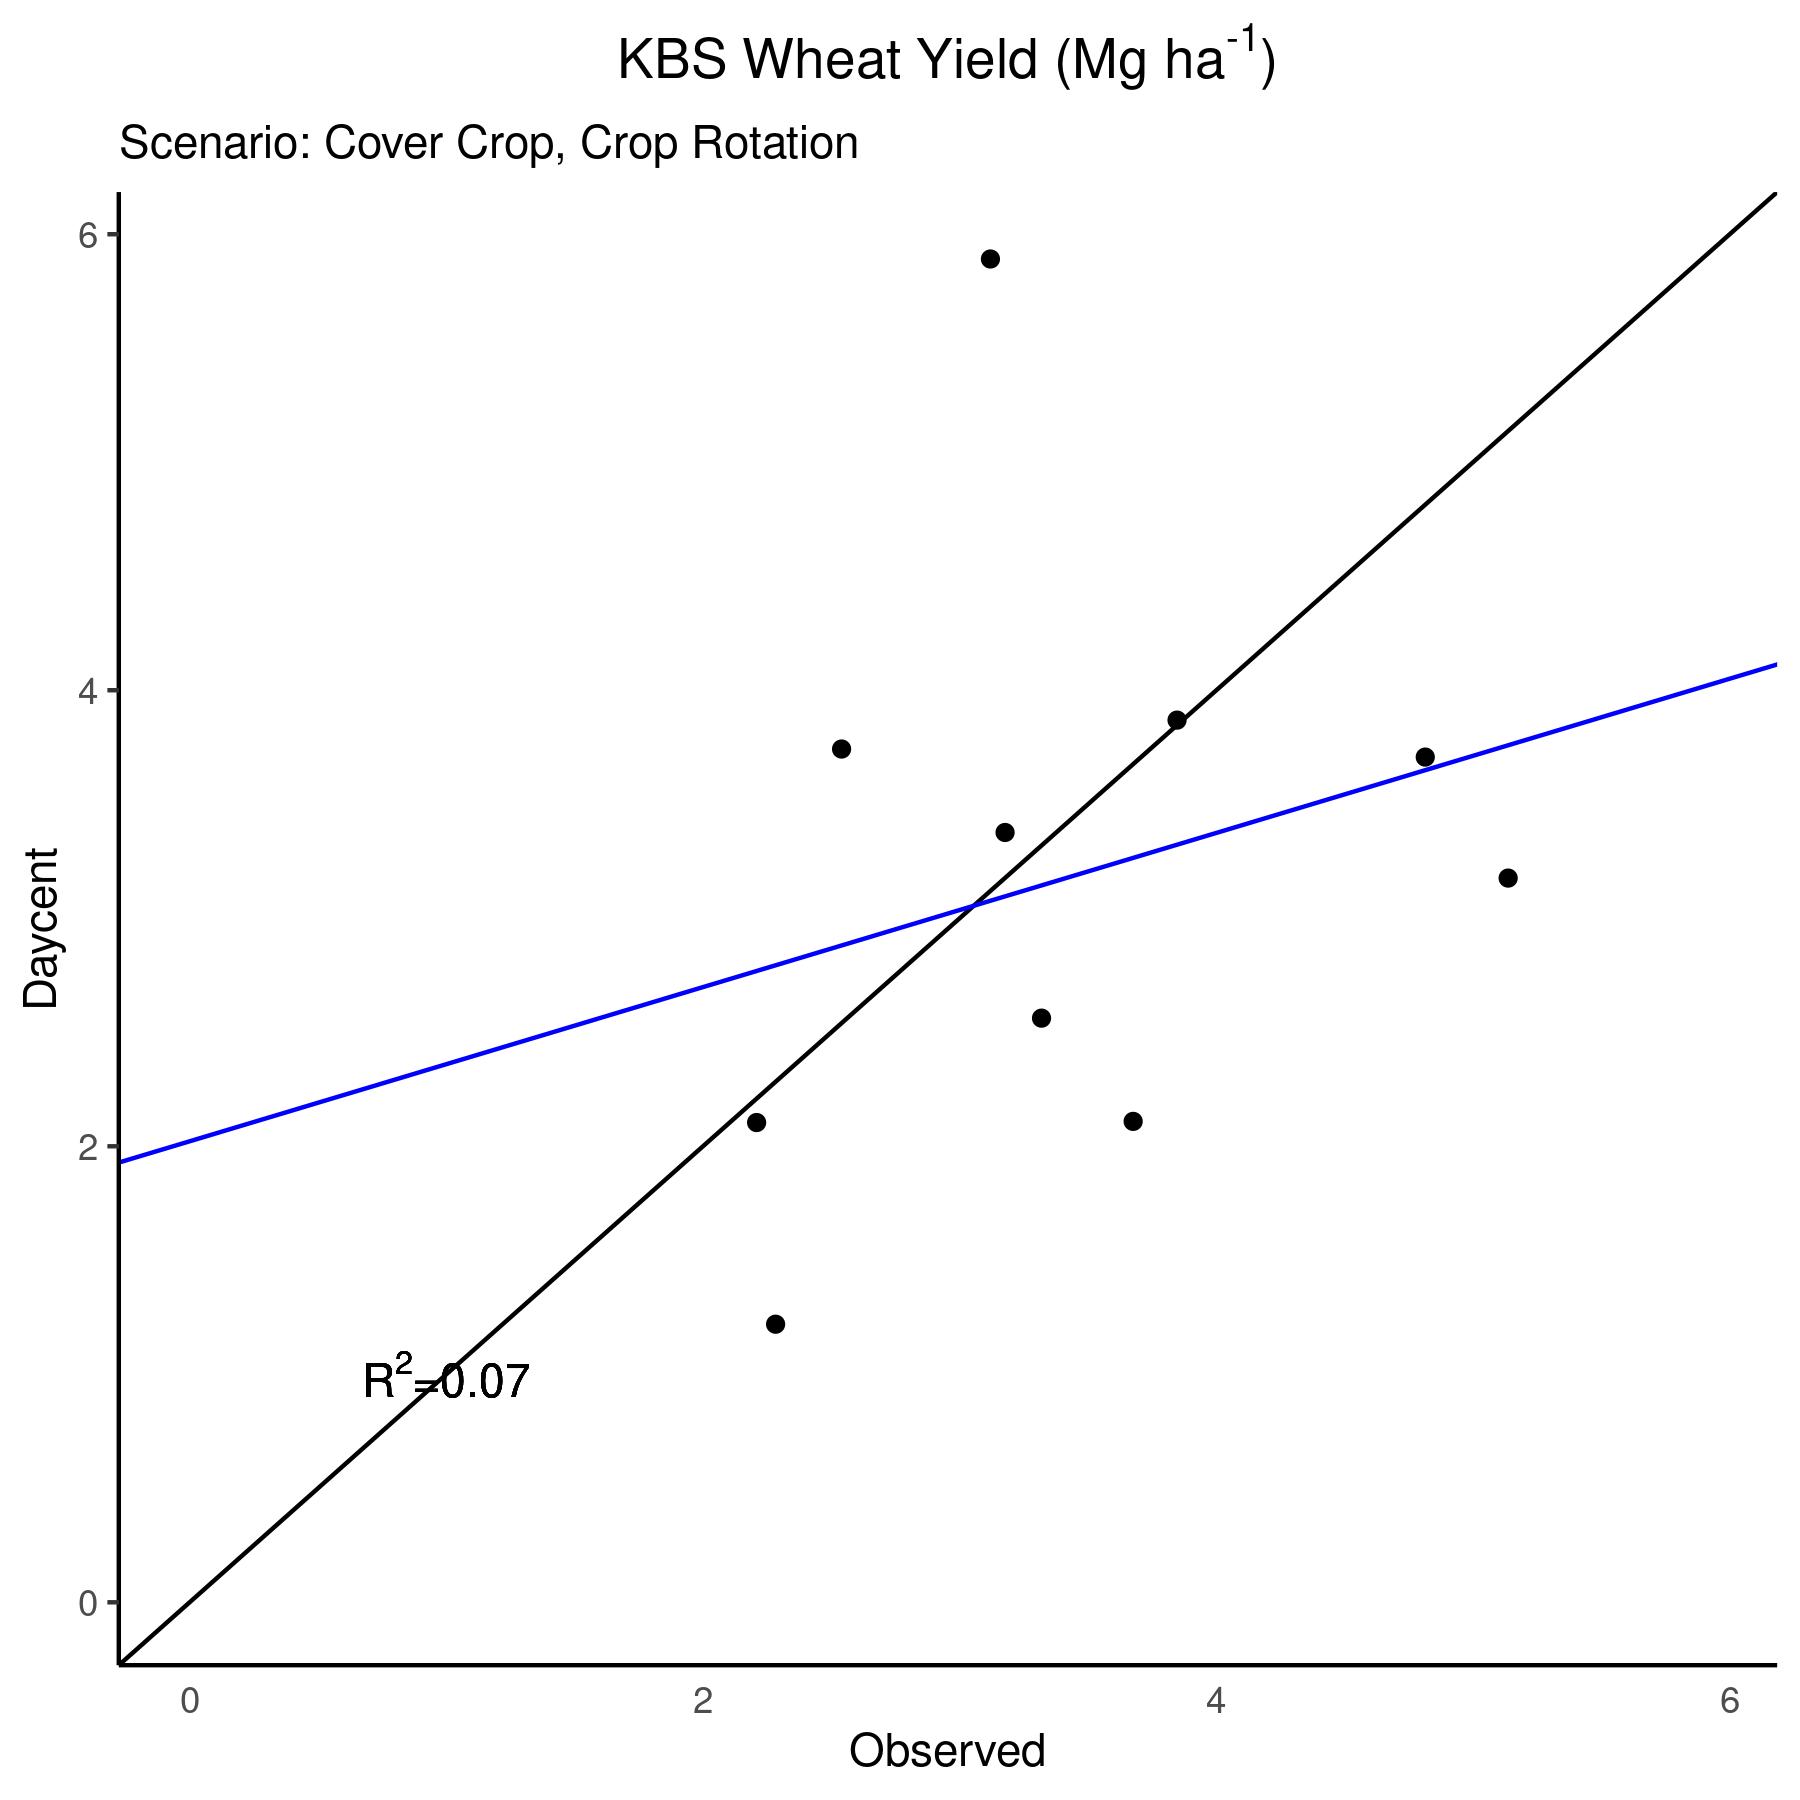 KBS Wheat Yield (Mg ha⁻¹)
Scenario: Cover Crop, Crop Rotation
6
4
2
0
Daycent
R²=0.07
0 2 4 6
Observed